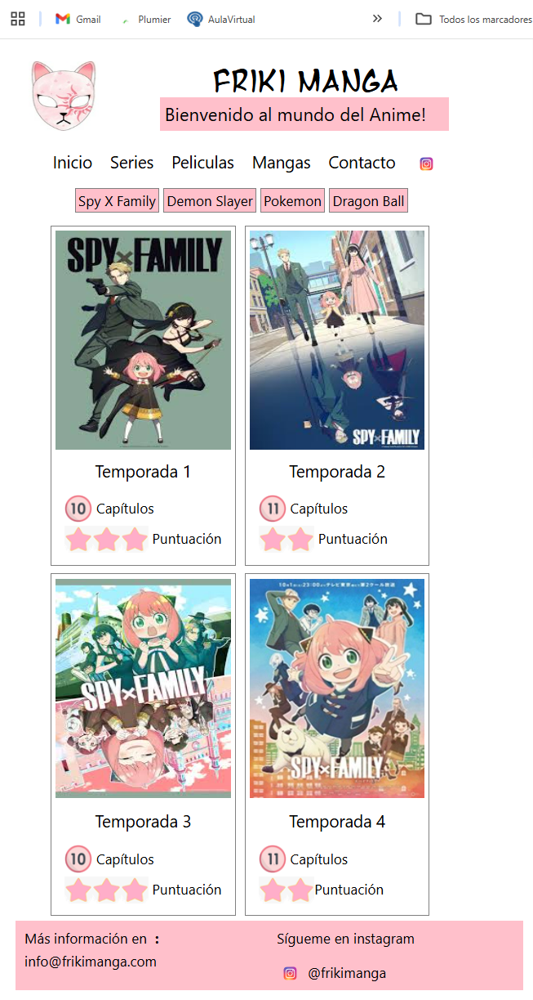 Gmail Plumier AulaVirtual » Todos los marcadores
FRIKI MANGA
Bienvenido al mundo del Anime!
Inicio Series Peliculas Mangas Contacto
Spy X Family Demon Slayer Pokemon Dragon Ball
SPY×FAMILY
SPY×FAMILY
Temporada 1
10 Capítulos
Puntuación
Temporada 2
11 Capítulos
Puntuación
SPY×FAMILY
SPY×FAMILY
Temporada 3
10 Capítulos
Puntuación
Temporada 4
11 Capítulos
Puntuación
Más información en :
info@frikimanga.com
Sígueme en instagram
@frikimanga